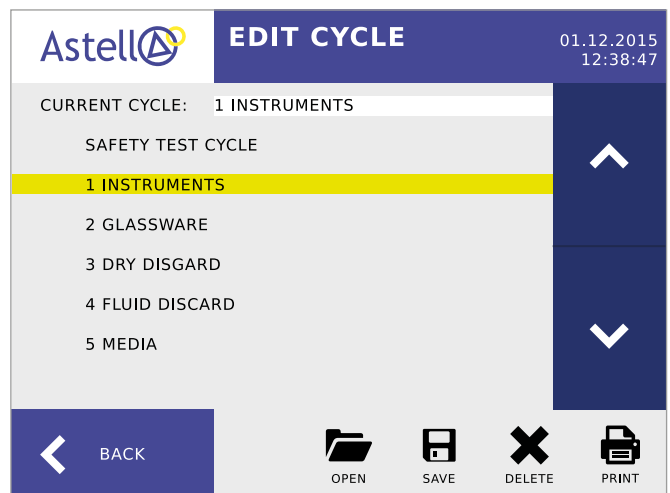 Astell
EDIT CYCLE
01.12.2015
12:38:47
CURRENT CYCLE: 1 INSTRUMENTS
SAFETY TEST CYCLE
1 INSTRUMENTS
2 GLASSWARE
3 DRY DISGARD
4 FLUID DISCARD
5 MEDIA
BACK
OPEN
SAVE
DELETE
PRINT